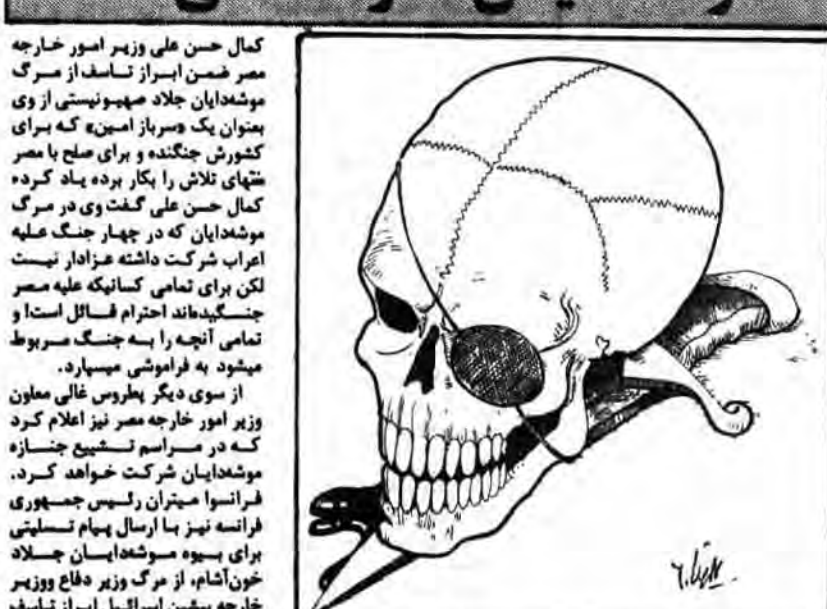 کمال حسن علی وزیر امور خارجه
مصر ضمن ابراز تاسف از مرگ
موشه‌دایان جلاد صهیونیستی از وی
بعنوان یک «سرباز امین» که برای
کشورش جنگنده و برای صلح با مصر
منتهای تلاش را بکار برده یاد کرده
کمال حسن علی گفت وی در مرگ
موشه‌دایان که در چهار جنگ علیه
اعراب شرکت داشته عزادار نیست
لکن برای تمامی کسانیکه علیه مصر
جنگیده‌اند احترام قائل است! و
تمامی آنچه را به جنگ مربوط
میشود به فراموشی میسپارد.
از سوی دیگر پطروس غالی معاون
وزیر امور خارجه مصر نیز اعلام کرد
که در مراسم تشییع جنازه
موشه‌دایان شرکت خواهد کرد.
فرانسوا میتران رئیس جمهوری
فرانسه نیز با ارسال پیام تسلیتی
برای بیوه موشه‌دایان جلاد
خون‌آشام، از مرگ وزیر دفاع ووزیر
خارجه پیشین اسرائیل ابراز تاسف